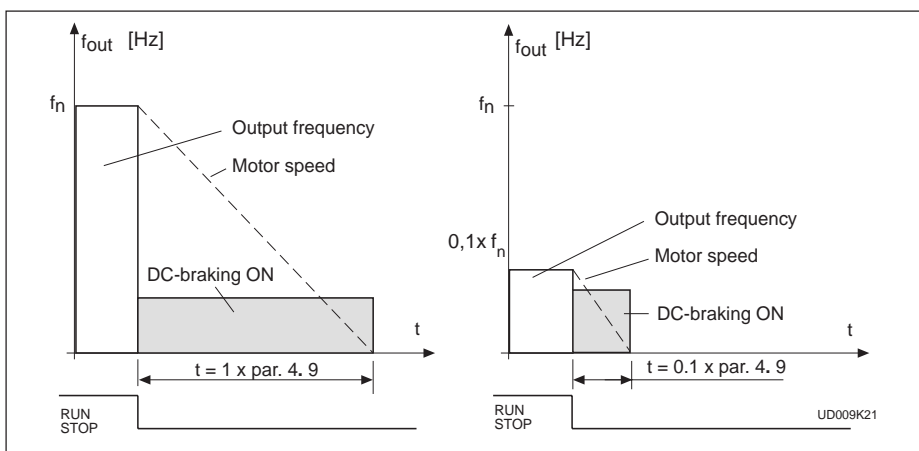 fout [Hz]
fn
Output frequency
Motor speed
DC-braking ON
t
t = 1 x par. 4. 9
RUN
STOP
fout [Hz]
fn
Output frequency
0,1x fn
Motor speed
DC-braking ON
t
t = 0.1 x par. 4. 9
RUN
STOP
UD009K21